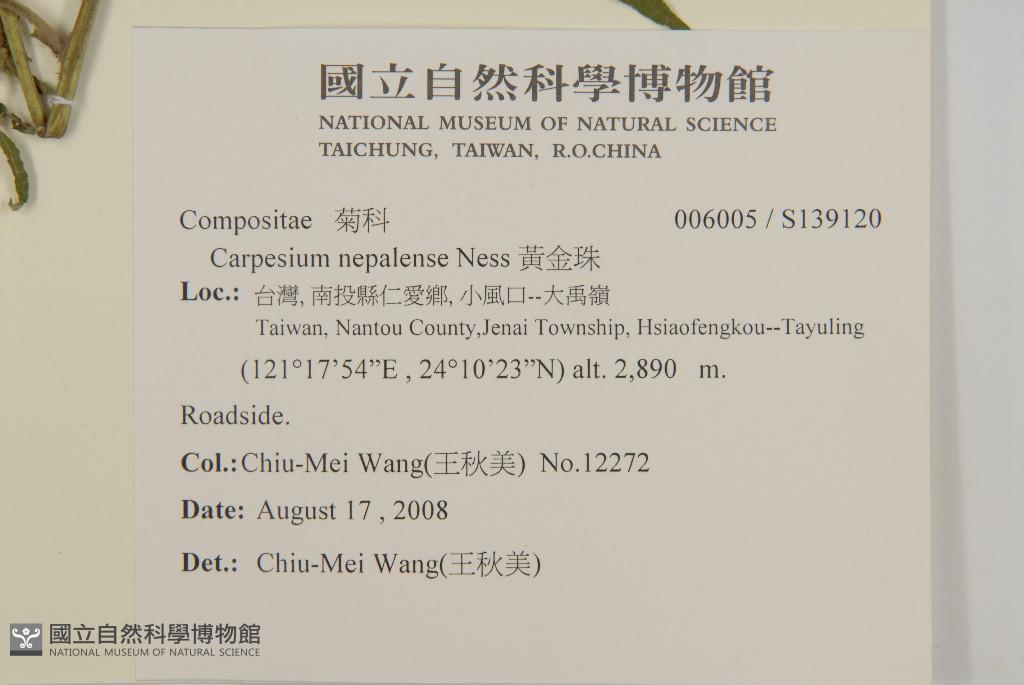 國立自然科學博物館
NATIONAL MUSEUM OF NATURAL SCIENCE
TAICHUNG, TAIWAN, R.O.CHINA
Compositae 菊科 006005 / S139120
Carpesium nepalense Ness 黃金珠
Loc.: 台灣, 南投縣仁愛鄉, 小風口--大禹嶺
Taiwan, Nantou County,Jenai Township, Hsiaofengkou--Tayuling
(121°17’54”E , 24°10’23”N) alt. 2,890 m.
Roadside.
Col.:Chiu-Mei Wang(王秋美) No.12272
Date: August 17 , 2008
Det.: Chiu-Mei Wang(王秋美)
國立自然科學博物館
NATIONAL MUSEUM OF NATURAL SCIENCE